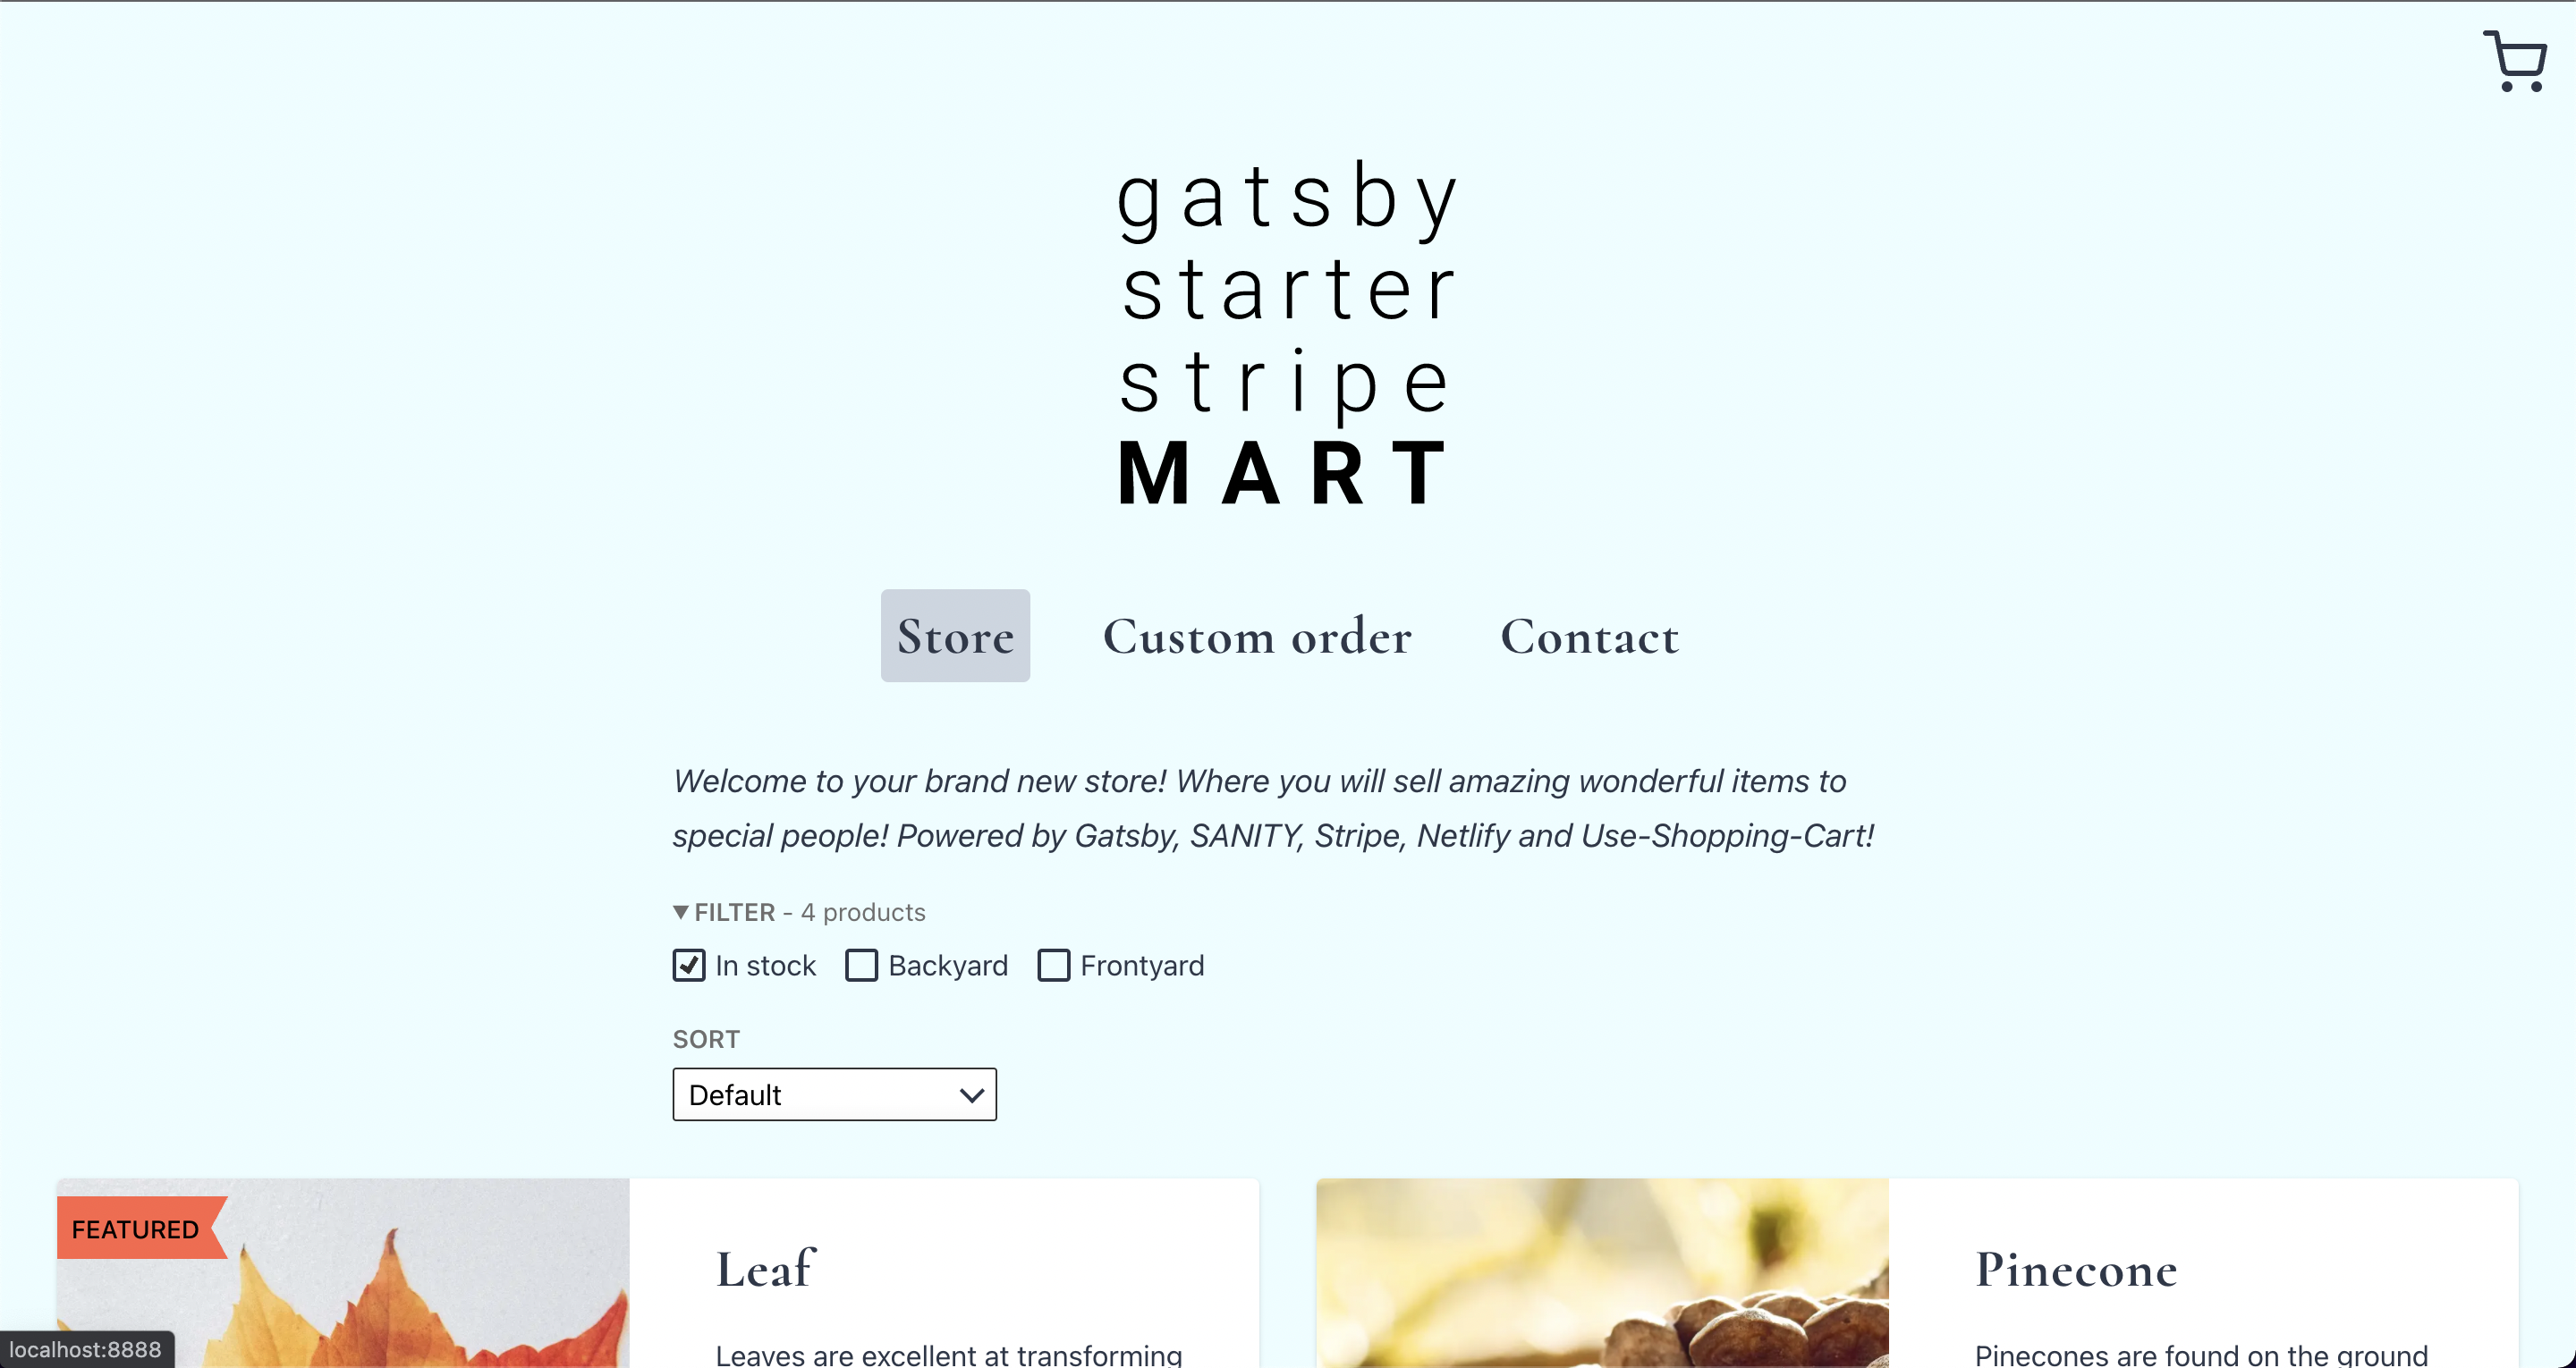 gatsby
starter
stripe
MART
Store
Custom order
Contact
Welcome to your brand new store! Where you will sell amazing wonderful items to
special people! Powered by Gatsby, SANITY, Stripe, Netlify and Use-Shopping-Cart!
▼FILTER - 4 products
In stock
Backyard
Frontyard
SORT
Default
FEATURED
Leaf
Leaves are excellent at transforming
Pinecone
Pinecones are found on the ground
localhost:8888